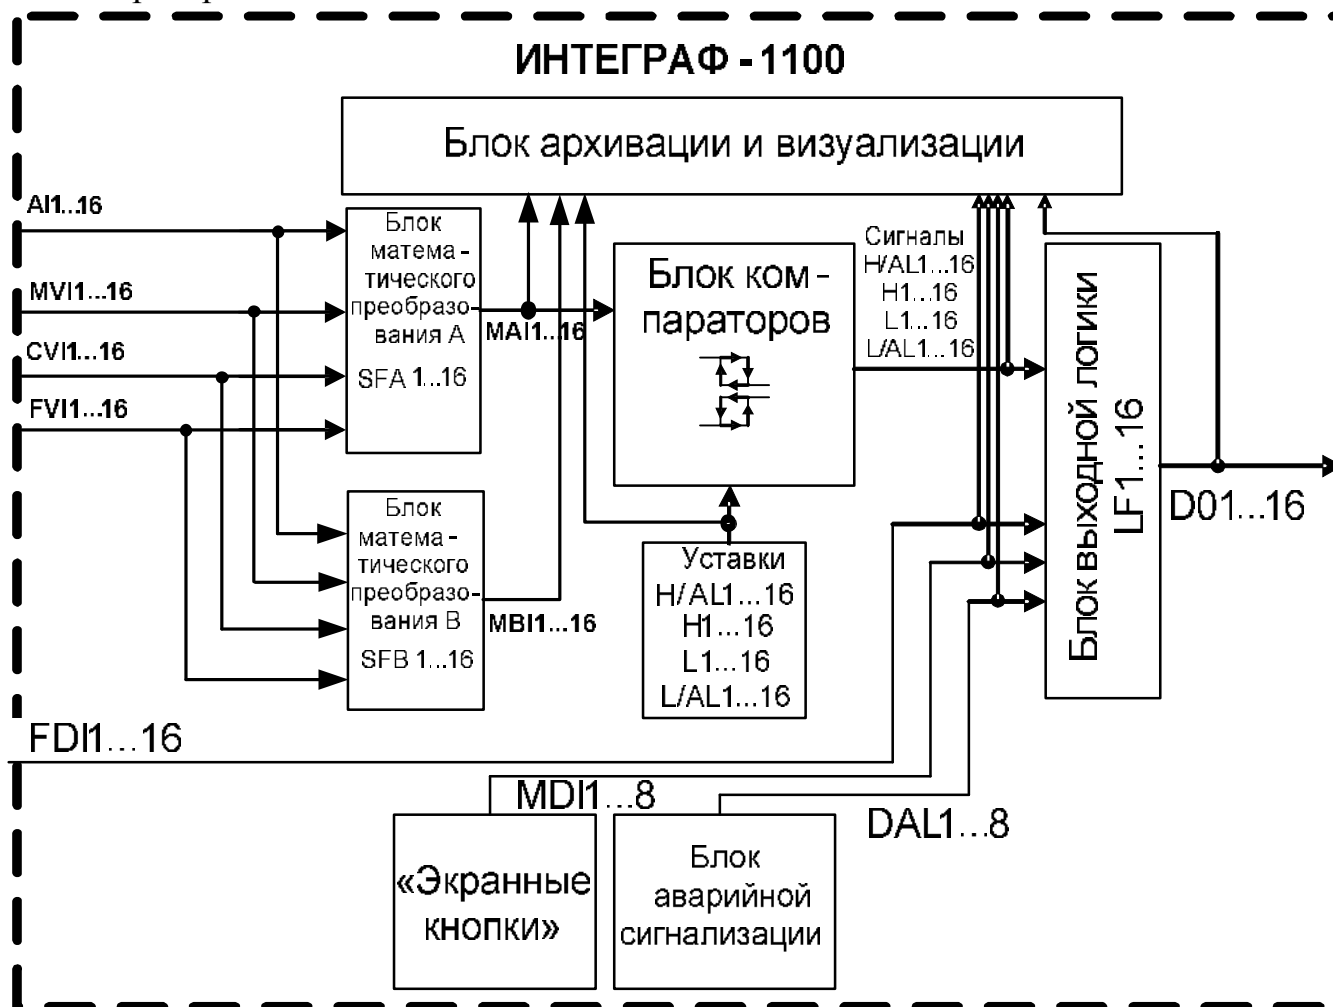 ИНТЕГРАФ - 1100
Блок архивации и визуализации
AI1...16
MVI1...16
CVI1...16
FVI1...16
Блок
матема-
тического
преобразо-
вания А
SFA 1...16
MAI1...16
Блок ком -
параторов
Сигналы
H/AL1...16
H1...16
L1...16
L/AL1...16
Блок выходной логики
LF1...16
D01...16
Блок
матема-
тического
преобразо-
вания В
SFB 1...16
MBI1...16
Уставки
H/AL1...16
H1...16
L1...16
L/AL1...16
FDI1...16
MDI1...8
DAL1...8
«Экранные
кнопки»
Блок
аварийной
сигнализации